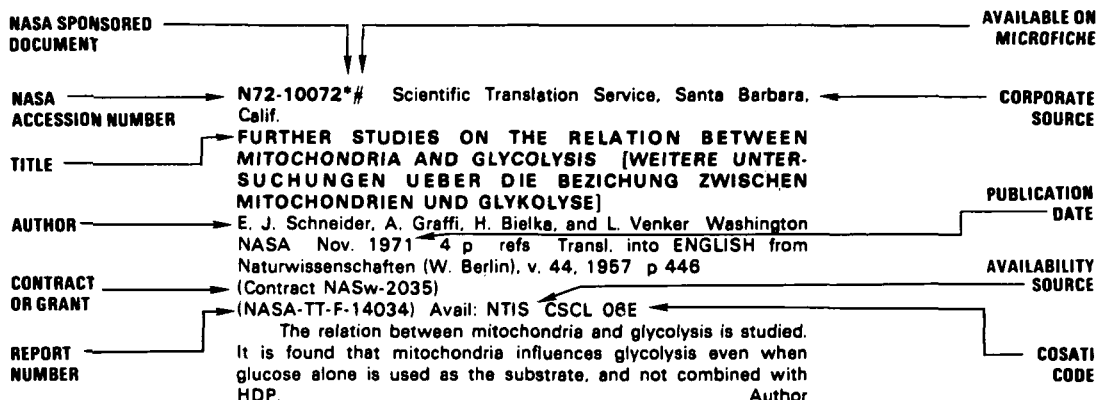 NASA SPONSORED
DOCUMENT
AVAILABLE ON
MICROFICHE
NASA
ACCESSION NUMBER
N72-10072*# Scientific Translation Service, Santa Barbara,
Calif.
CORPORATE
SOURCE
TITLE
FURTHER STUDIES ON THE RELATION BETWEEN
MITOCHONDRIA AND GLYCOLYSIS [WEITERE UNTER-
SUCHUNGEN UEBER DIE BEZICHUNG ZWISCHEN
MITOCHONDRIEN UND GLYKOLYSE]
PUBLICATION
DATE
AUTHOR
E. J. Schneider, A. Graffi, H. Bielka, and L. Venker Washington
NASA Nov. 1971 4 p refs Transl. into ENGLISH from
Naturwissenschaften (W. Berlin), v. 44, 1957 p 446
AVAILABILITY
SOURCE
CONTRACT
OR GRANT
(Contract NASw-2035)
(NASA-TT-F-14034) Avail: NTIS CSCL 06E
The relation between mitochondria and glycolysis is studied.
It is found that mitochondria influences glycolysis even when
glucose alone is used as the substrate, and not combined with
HDP. Author
REPORT
NUMBER
COSATI
CODE